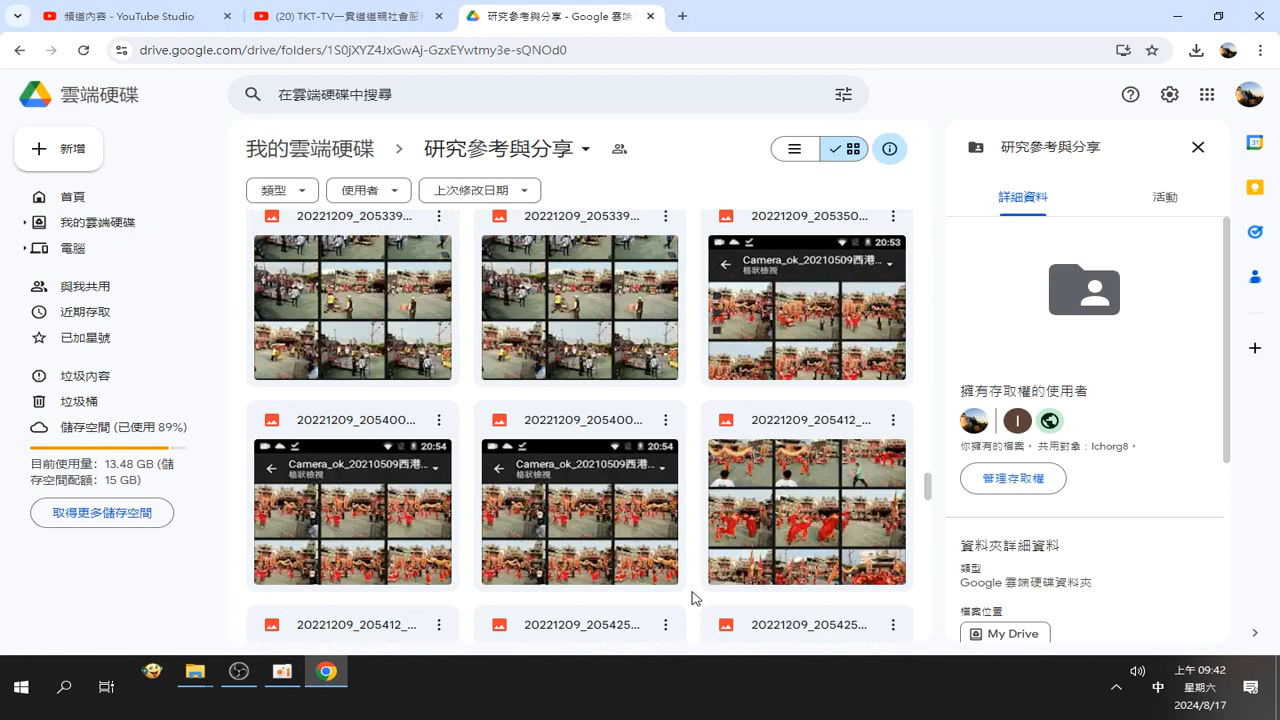 頻道內容 - YouTube Studio
(20) TKT-TV一貫道道親社會服
研究參考與分享 - Google 雲端
drive.google.com/drive/folders/1S0jXYZ4JxGwAj-GzxEYwtmy3e-sQNOd0
雲端硬碟
在雲端硬碟中搜尋
新增
首頁
我的雲端硬碟
電腦
與我共用
近期存取
已加星號
垃圾內容
垃圾桶
儲存空間 (已使用 89%)
目前使用量: 13.48 GB (儲
存空間配額: 15 GB)
取得更多儲存空間
我的雲端硬碟
研究參考與分享
類型
使用者
上次修改日期
20221209_205339...
20221209_205339...
20221209_205350...
20:53
Camera_ok_20210509西港...
格狀檢視
20221209_205400...
20221209_205400...
20221209_205412_...
20:54
Camera_ok_20210509西港...
格狀檢視
20:54
Camera_ok_20210509西港...
格狀檢視
20221209_205412_...
20221209_205425...
20221209_205425...
研究參考與分享
詳細資料
活動
擁有存取權的使用者
I
你擁有的檔案。 共用對象：lchorg8。
管理存取權
資料夾詳細資料
類型
Google 雲端硬碟資料夾
檔案位置
My Drive
31
中
上午 09:42
星期六
2024/8/17